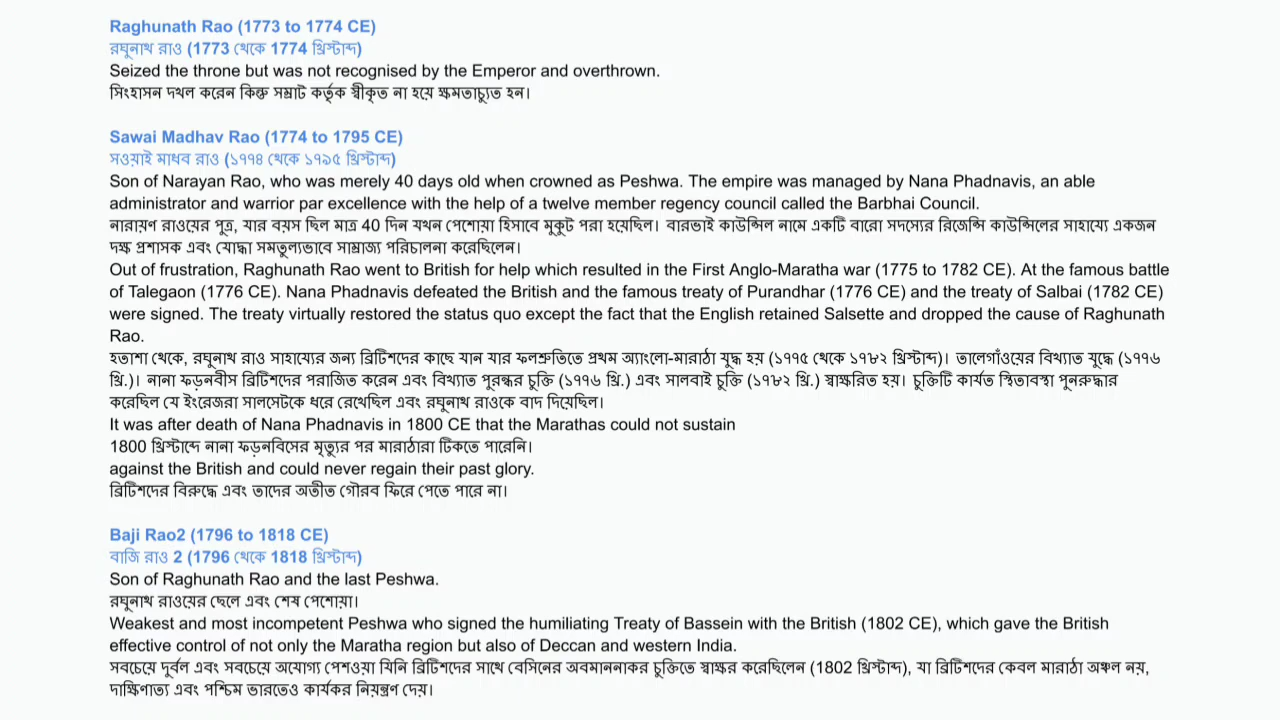 Raghunath Rao (1773 to 1774 CE)
রঘুনাথ রাও (1773 থেকে 1774 খ্রিস্টাব্দ)
Seized the throne but was not recognised by the Emperor and overthrown.
সিংহাসন দখল করেন কিন্তু সম্রাট কর্তৃক স্বীকৃত না হয়ে ক্ষমতাচ্যুত হন।
Sawai Madhav Rao (1774 to 1795 CE)
সওয়াই মাধব রাও (১৭৭৪ থেকে ১৭৯৫ খ্রিস্টাব্দ)
Son of Narayan Rao, who was merely 40 days old when crowned as Peshwa. The empire was managed by Nana Phadnavis, an able
administrator and warrior par excellence with the help of a twelve member regency council called the Barbhai Council.
নারায়ণ রাওয়ের পুত্র, যার বয়স ছিল মাত্র 40 দিন যখন পেশোয়া হিসাবে মুকুট পরা হয়েছিল। বারভাই কাউন্সিল নামে একটি বারো সদস্যের রিজেন্সি কাউন্সিলের সাহায্যে একজন
দক্ষ প্রশাসক এবং যোদ্ধা সমতুল্যভাবে সাম্রাজ্য পরিচালনা করেছিলেন।
Out of frustration, Raghunath Rao went to British for help which resulted in the First Anglo-Maratha war (1775 to 1782 CE). At the famous battle
of Talegaon (1776 CE). Nana Phadnavis defeated the British and the famous treaty of Purandhar (1776 CE) and the treaty of Salbai (1782 CE)
were signed. The treaty virtually restored the status quo except the fact that the English retained Salsette and dropped the cause of Raghunath
Rao.
হতাশা থেকে, রঘুনাথ রাও সাহায্যের জন্য ব্রিটিশদের কাছে যান যার ফলশ্রুতিতে প্রথম অ্যাংলো-মারাঠা যুদ্ধ হয় (১৭৭৫ থেকে ১৭৮২ খ্রিস্টাব্দ)। তালেগাঁওয়ের বিখ্যাত যুদ্ধে (১৭৭৬
খ্রি.)। নানা ফড়নবীস ব্রিটিশদের পরাজিত করেন এবং বিখ্যাত পুরন্ধর চুক্তি (১৭৭৬ খ্রি.) এবং সালবাই চুক্তি (১৭৮২ খ্রি.) স্বাক্ষরিত হয়। চুক্তিটি কার্যত স্থিতাবস্থা পুনরুদ্ধার
করেছিল যে ইংরেজরা সালসেটকে ধরে রেখেছিল এবং রঘুনাথ রাওকে বাদ দিয়েছিল।
It was after death of Nana Phadnavis in 1800 CE that the Marathas could not sustain
1800 খ্রিস্টাব্দে নানা ফড়নবিসের মৃত্যুর পর মারাঠারা টিকতে পারেনি।
against the British and could never regain their past glory.
ব্রিটিশদের বিরুদ্ধে এবং তাদের অতীত গৌরব ফিরে পেতে পারে না।
Baji Rao2 (1796 to 1818 CE)
বাজি রাও 2 (1796 থেকে 1818 খ্রিস্টাব্দ)
Son of Raghunath Rao and the last Peshwa.
রঘুনাথ রাওয়ের ছেলে এবং শেষ পেশোয়া।
Weakest and most incompetent Peshwa who signed the humiliating Treaty of Bassein with the British (1802 CE), which gave the British
effective control of not only the Maratha region but also of Deccan and western India.
সবচেয়ে দুর্বল এবং সবচেয়ে অযোগ্য পেশওয়া যিনি ব্রিটিশদের সাথে বেসিনের অবমাননাকর চুক্তিতে স্বাক্ষর করেছিলেন (1802 খ্রিস্টাব্দ), যা ব্রিটিশদের কেবল মারাঠা অঞ্চল নয়,
দাক্ষিণাত্য এবং পশ্চিম ভারতেও কার্যকর নিয়ন্ত্রণ দেয়।